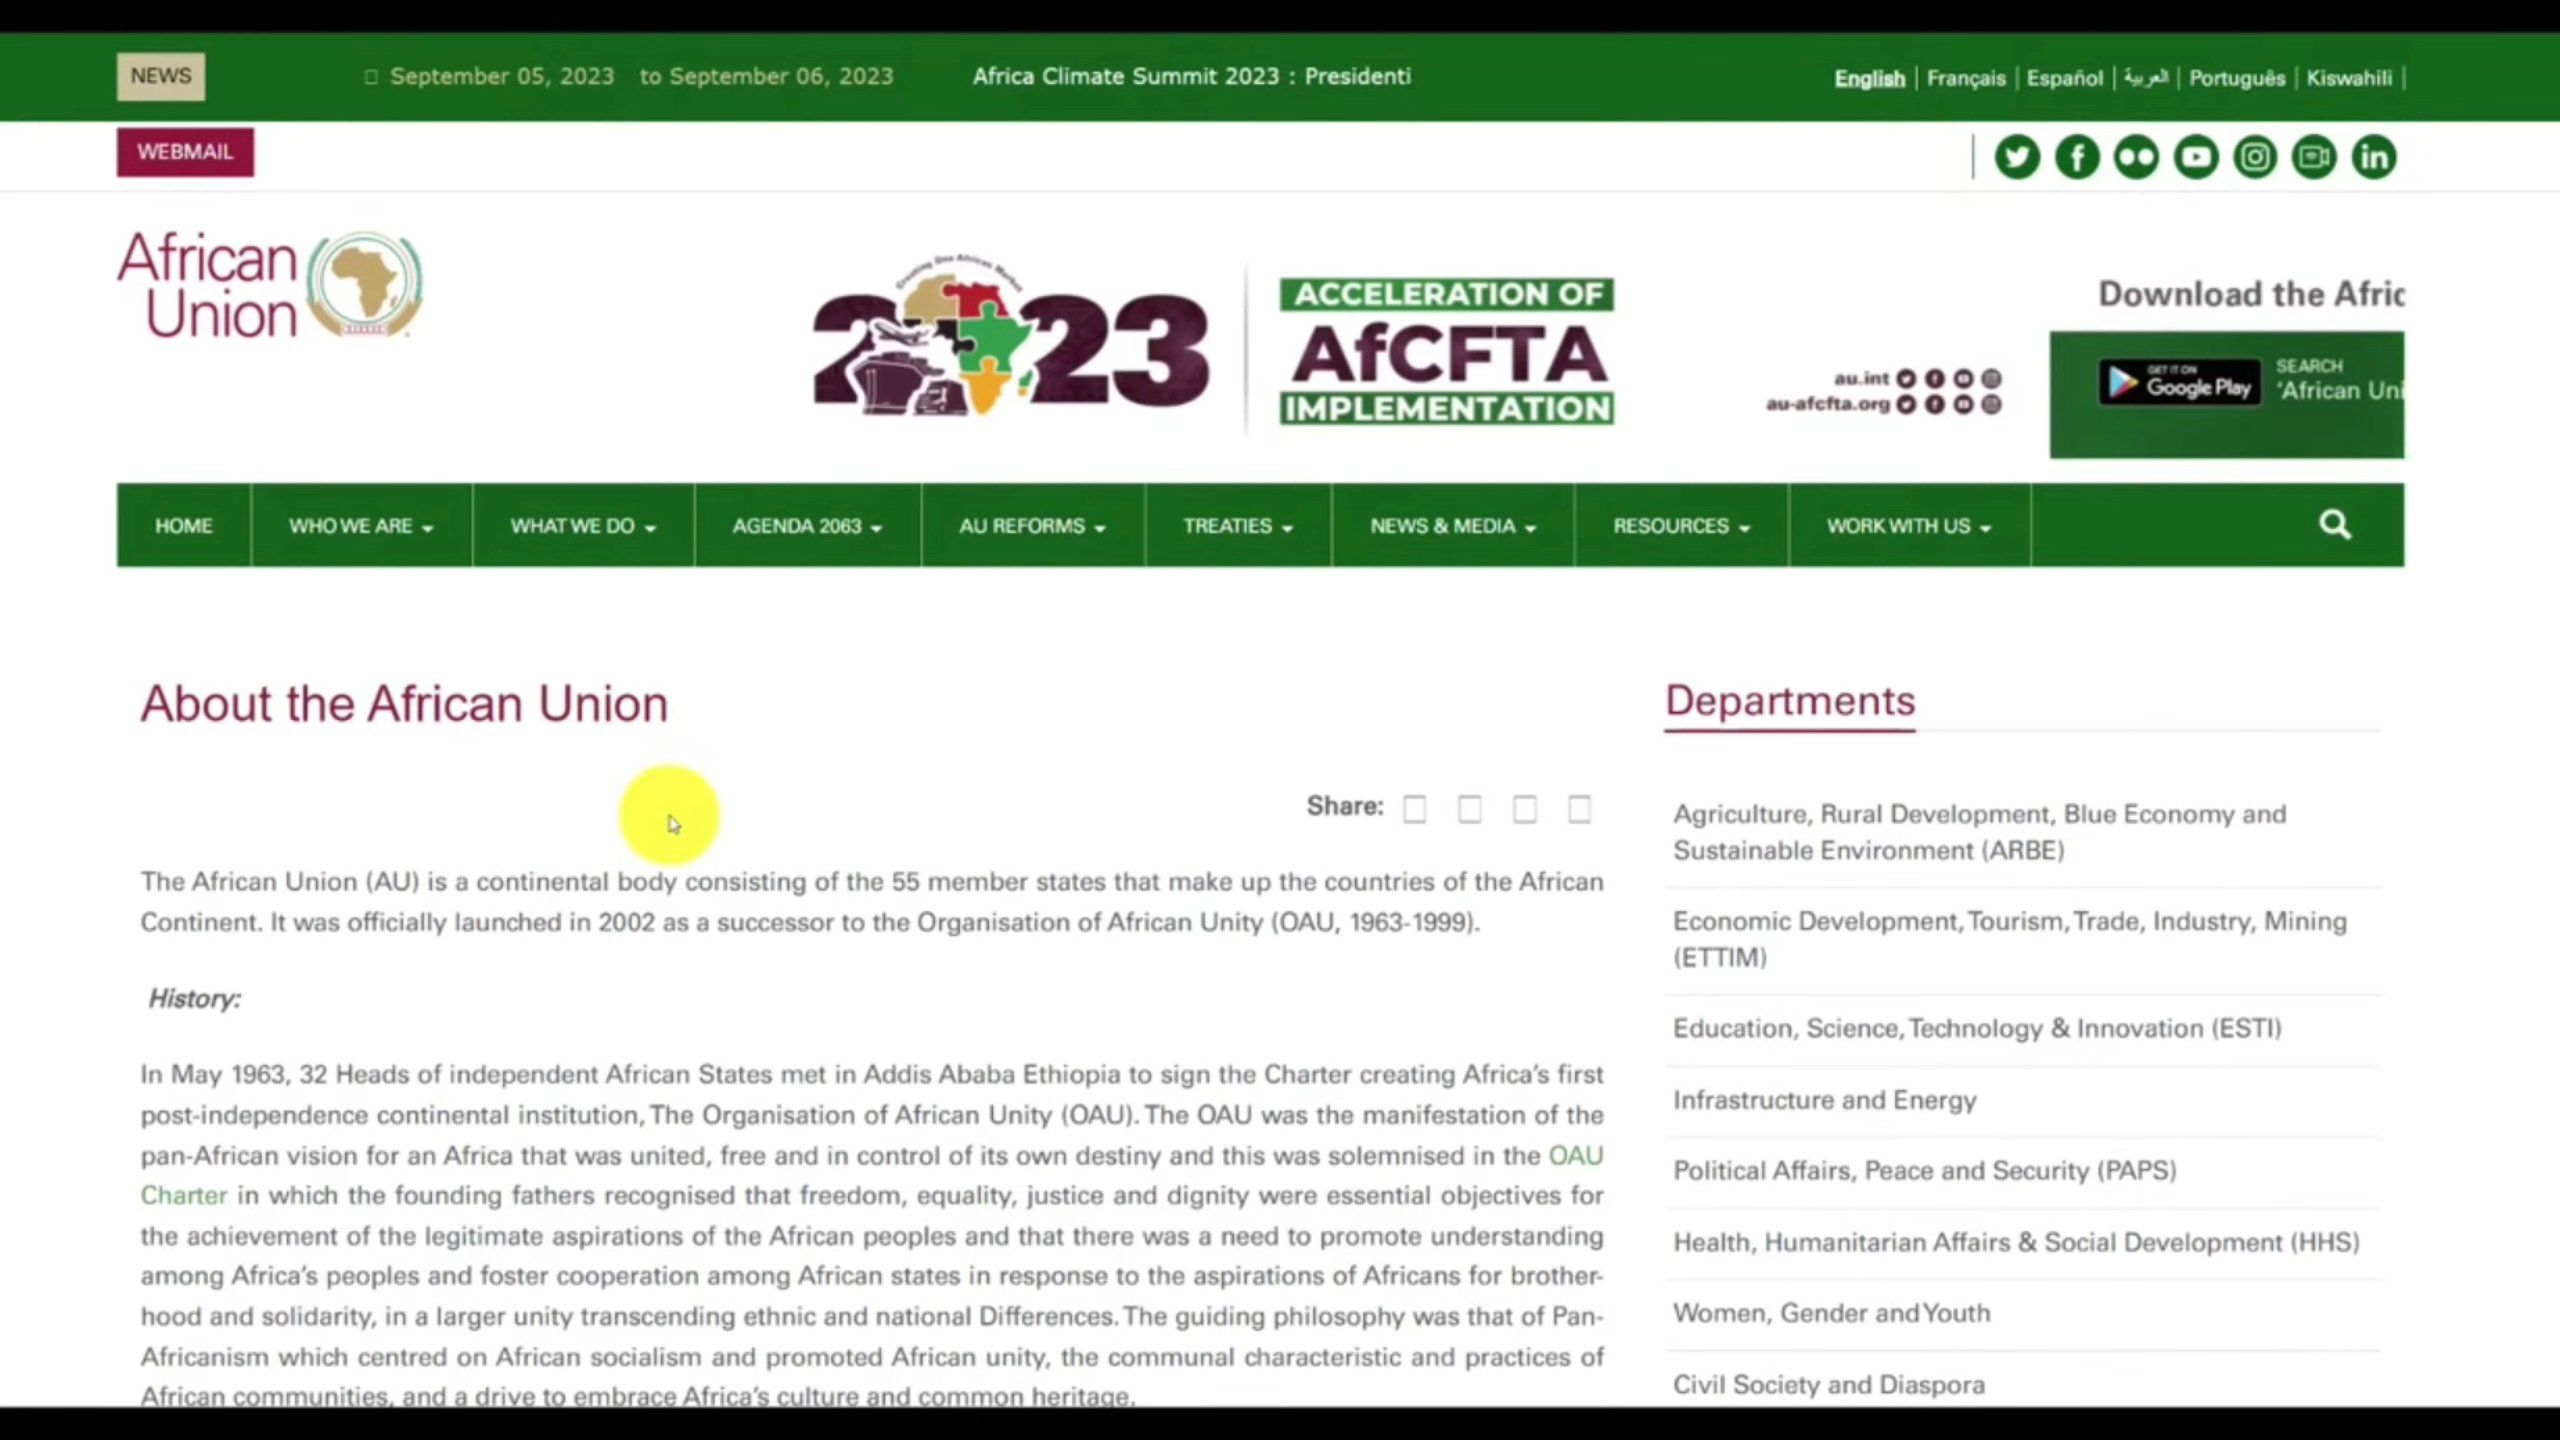 NEWS
September 05, 2023 to September 06, 2023
Africa Climate Summit 2023 : Presidenti
English | Français | Español | العربية | Português | Kiswahili |
WEBMAIL
African
Union
Creating One African Market
2023
ACCELERATION OF
AfCFTA
IMPLEMENTATION
au.int
au-afcfta.org
Download the Afric
GET IT ON
Google Play
SEARCH
'African Uni
HOME
WHO WE ARE
WHAT WE DO
AGENDA 2063
AU REFORMS
TREATIES
NEWS & MEDIA
RESOURCES
WORK WITH US
About the African Union
Share:
The African Union (AU) is a continental body consisting of the 55 member states that make up the countries of the African
Continent. It was officially launched in 2002 as a successor to the Organisation of African Unity (OAU, 1963-1999).
History:
In May 1963, 32 Heads of independent African States met in Addis Ababa Ethiopia to sign the Charter creating Africa's first
post-independence continental institution, The Organisation of African Unity (OAU). The OAU was the manifestation of the
pan-African vision for an Africa that was united, free and in control of its own destiny and this was solemnised in the OAU
Charter in which the founding fathers recognised that freedom, equality, justice and dignity were essential objectives for
the achievement of the legitimate aspirations of the African peoples and that there was a need to promote understanding
among Africa's peoples and foster cooperation among African states in response to the aspirations of Africans for brother-
hood and solidarity, in a larger unity transcending ethnic and national Differences. The guiding philosophy was that of Pan-
Africanism which centred on African socialism and promoted African unity, the communal characteristic and practices of
African communities, and a drive to embrace Africa's culture and common heritage.
Departments
Agriculture, Rural Development, Blue Economy and
Sustainable Environment (ARBE)
Economic Development, Tourism, Trade, Industry, Mining
(ETTIM)
Education, Science, Technology & Innovation (ESTI)
Infrastructure and Energy
Political Affairs, Peace and Security (PAPS)
Health, Humanitarian Affairs & Social Development (HHS)
Women, Gender and Youth
Civil Society and Diaspora